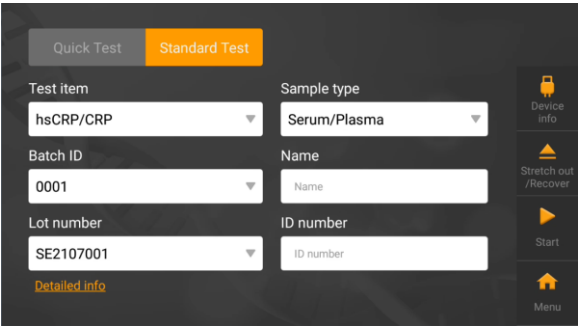 Quick Test
Standard Test
Test item
Sample type
hsCRP/CRP
Serum/Plasma
Batch ID
Name
0001
Name
Lot number
ID number
SE2107001
ID number
Detailed info
Device
info
Stretch out
/Recover
Start
Menu